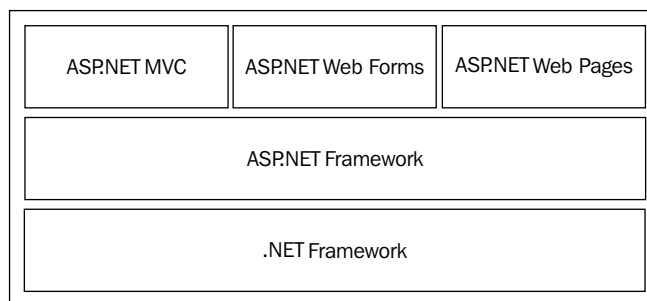 ASP.NET MVC
ASP.NET Web Forms
ASP.NET Web Pages
ASP.NET Framework
.NET Framework